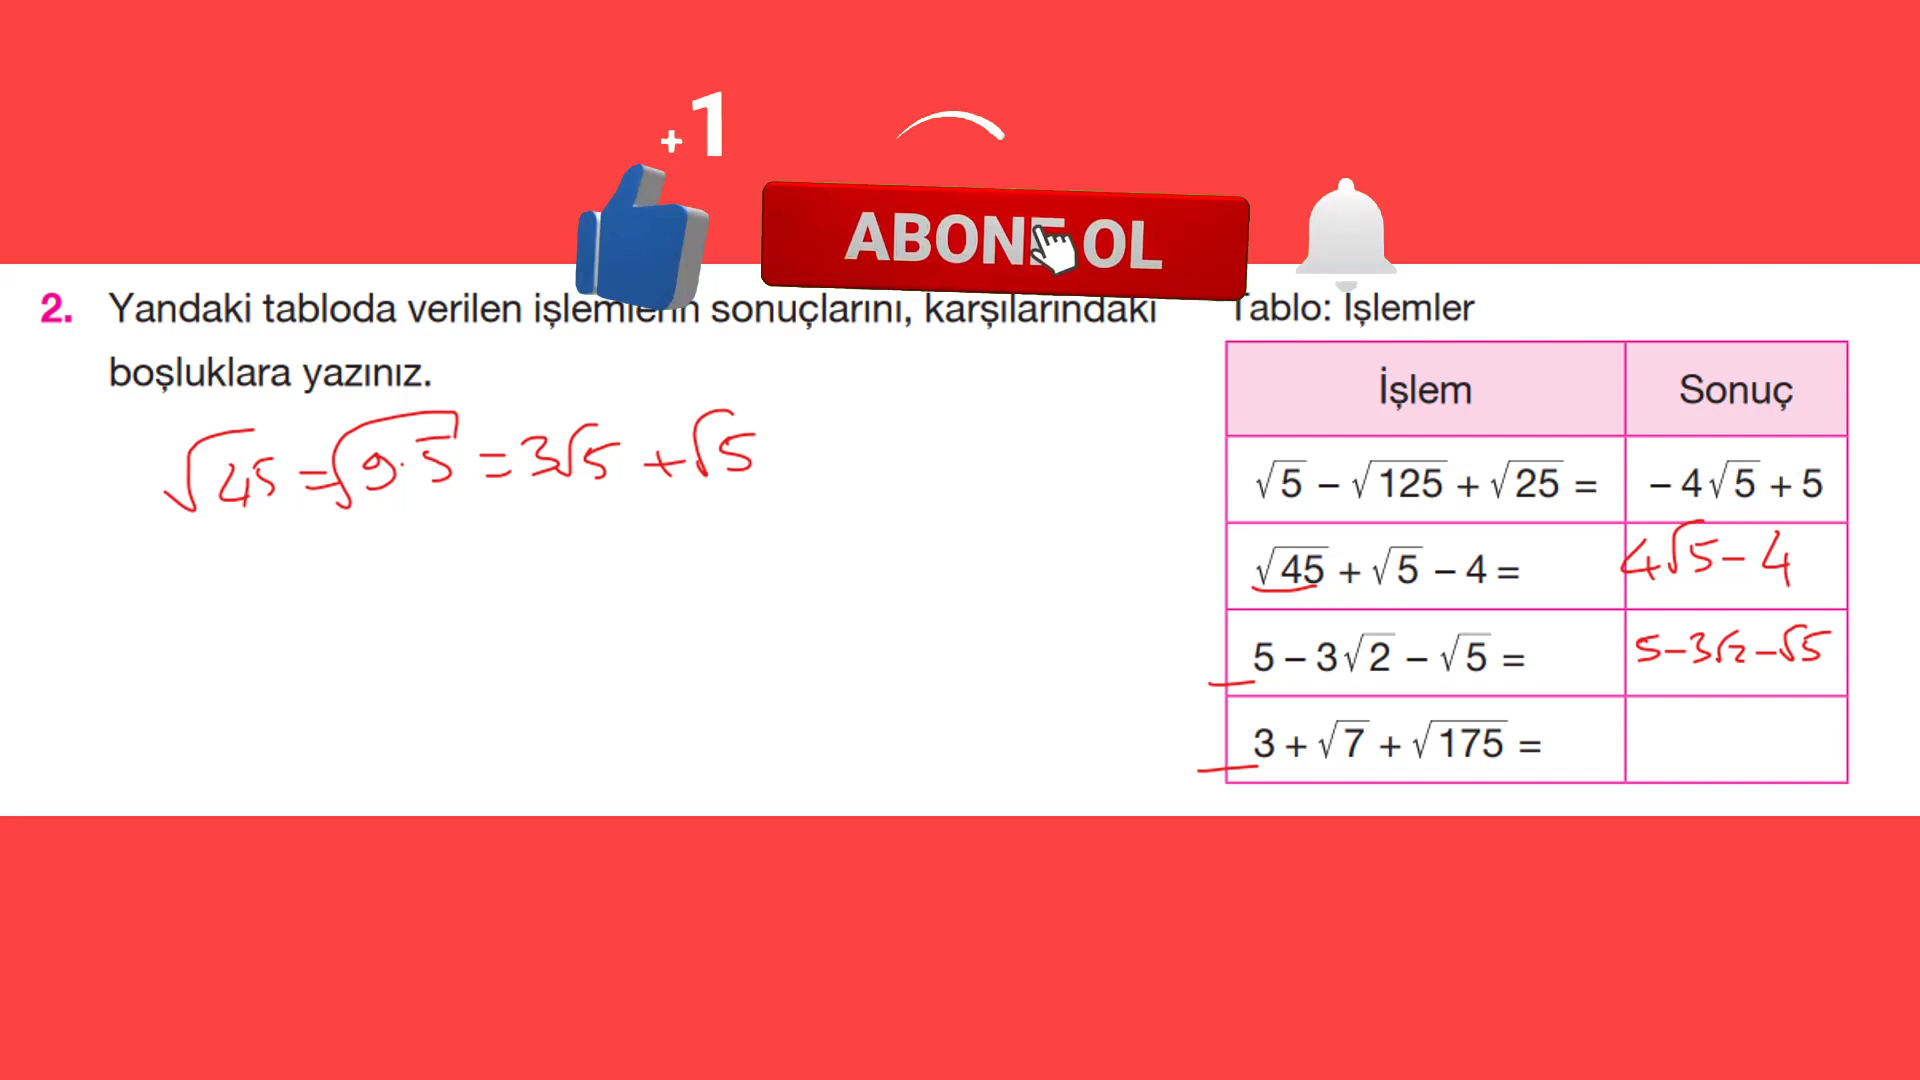 +1
ABONE OL
2. Yandaki tabloda verilen işlemlerin sonuçlarını, karşılarındaki
boşluklara yazınız.
√45 = √9·5 = 3√5 + √5
Tablo: İşlemler
İşlem Sonuç
√5 − √125 + √25 = − 4√5 + 5
√45 + √5 − 4 = 4√5 − 4
5 − 3√2 − √5 = 5 − 3√2 − √5
3 + √7 + √175 =